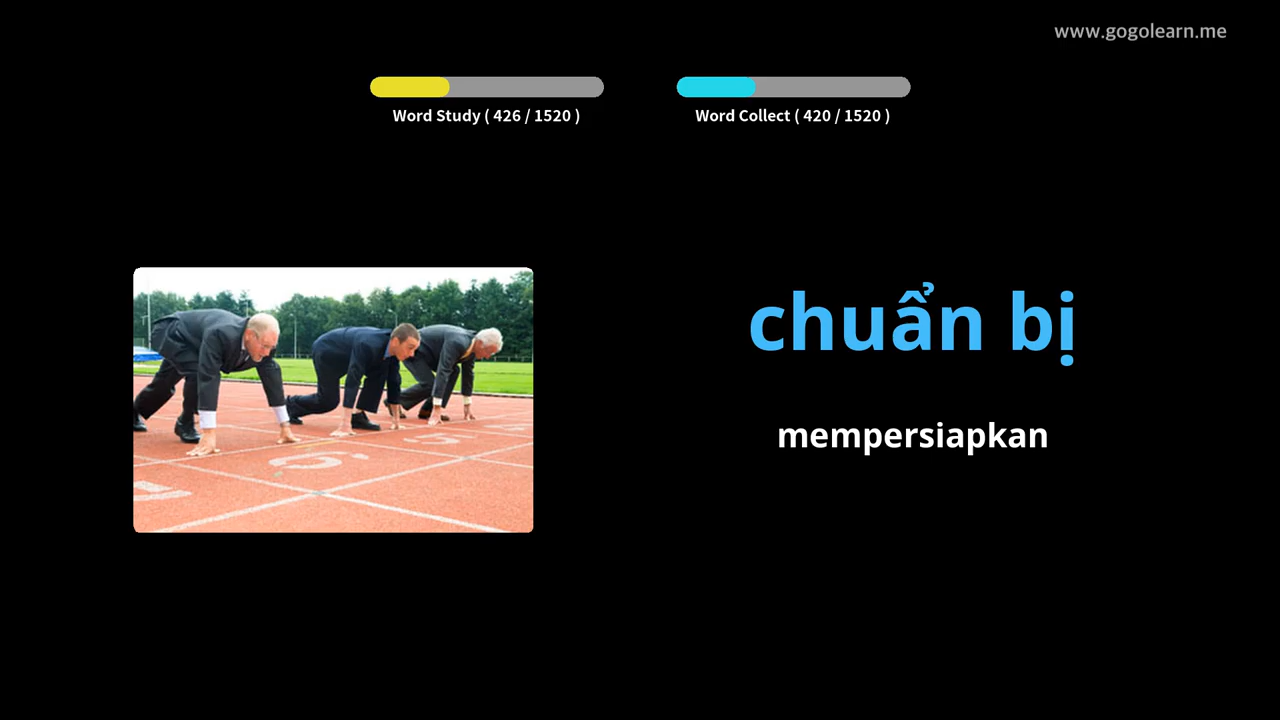 www.gogolearn.me
Word Study ( 426 / 1520 )
Word Collect ( 420 / 1520 )
chuẩn bị
mempersiapkan